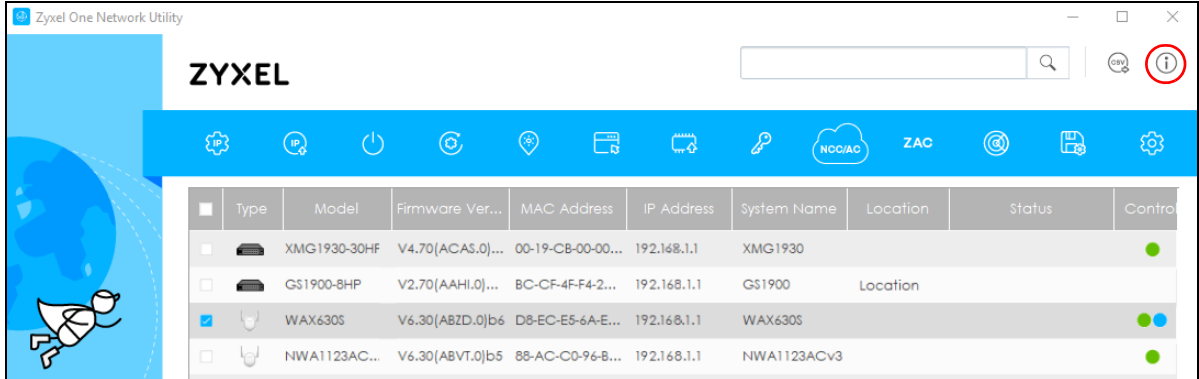 Zyxel One Network Utility
ZYXEL
CSV
IP IP NCC/AC ZAC
Type Model Firmware Ver... MAC Address IP Address System Name Location Status Control
XMG1930-30HP V4.70(ACAS.0)... 00-19-CB-00-00... 192.168.1.1 XMG1930
GS1900-8HP V2.70(AAHI.0)... BC-CF-4F-F4-2... 192.168.1.1 GS1900 Location
WAX630S V6.30(ABZD.0)b6 D8-EC-E5-6A-E... 192.168.1.1 WAX630S
NWA1123AC... V6.30(ABVT.0)b5 88-AC-C0-96-B... 192.168.1.1 NWA1123ACv3